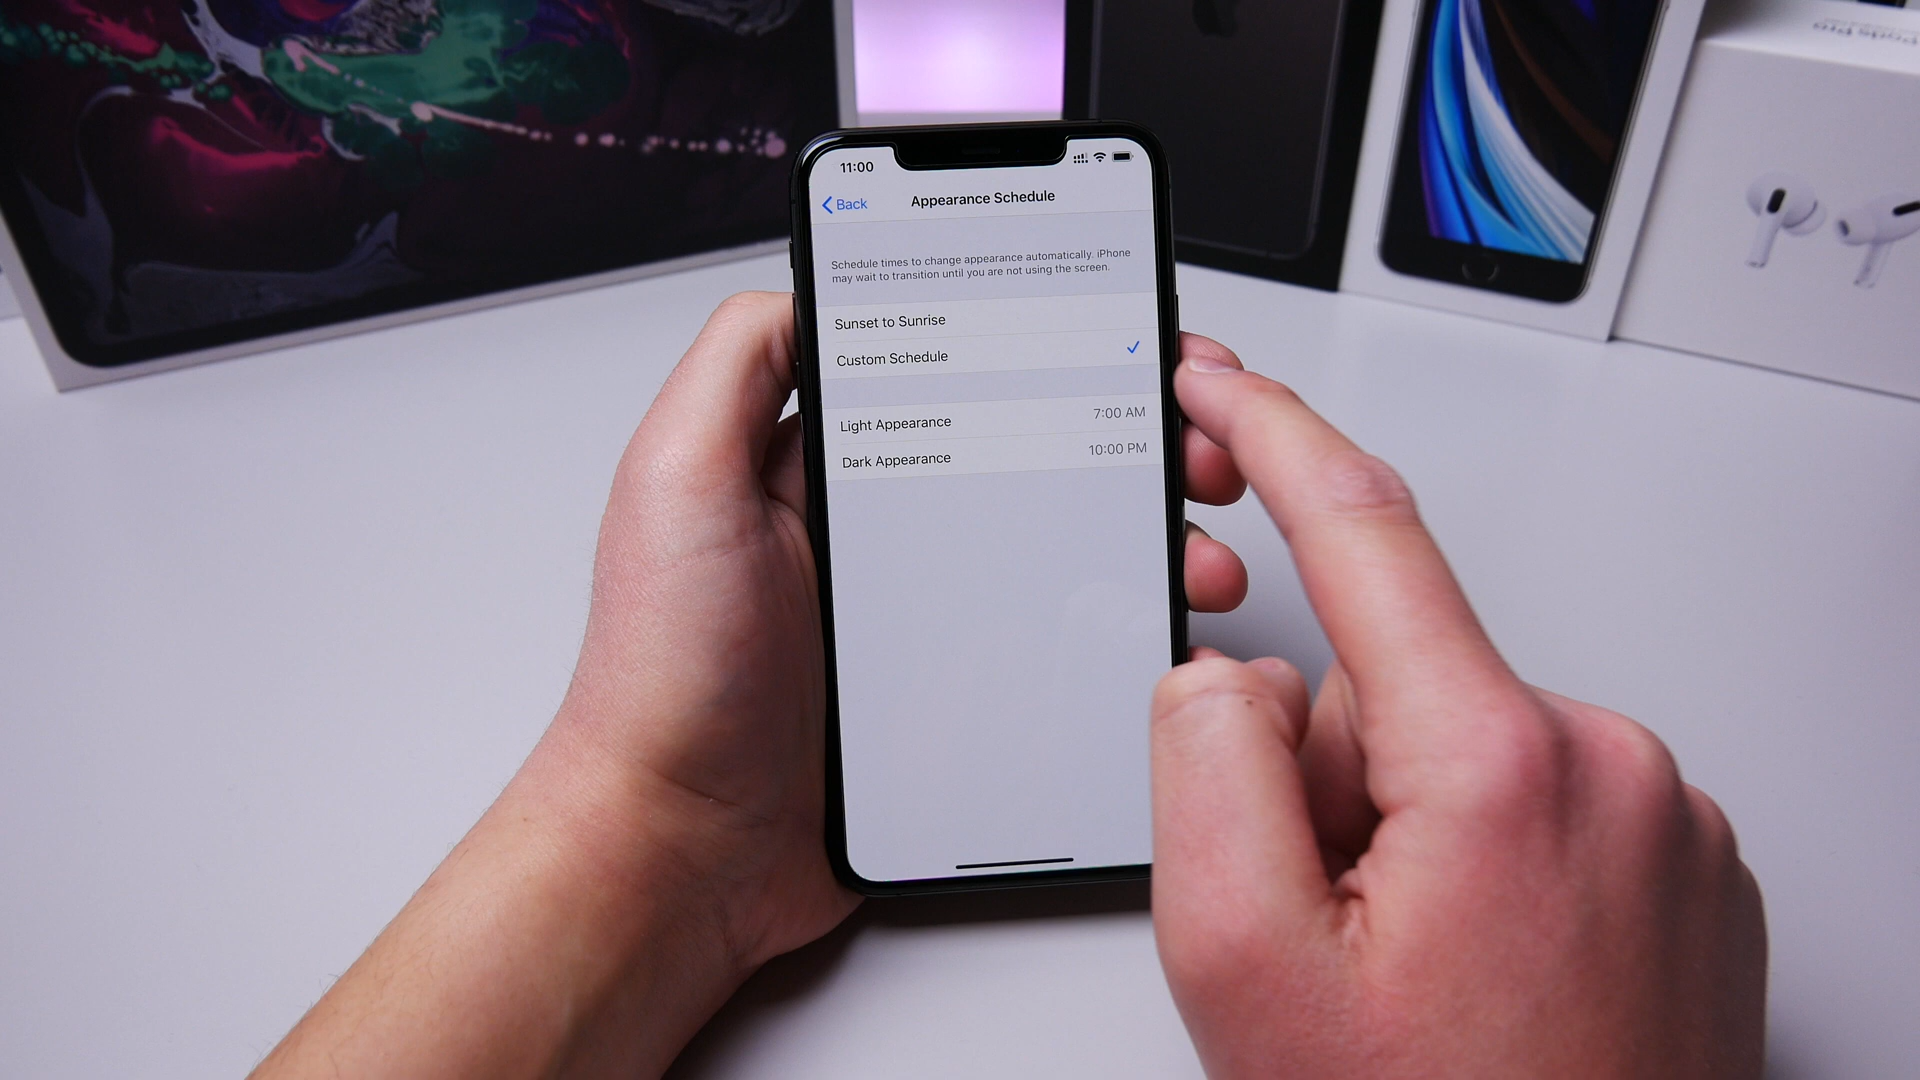 11:00
Back
Appearance Schedule
Schedule times to change appearance automatically. iPhone
may wait to transition until you are not using the screen.
Sunset to Sunrise
Custom Schedule
Light Appearance 7:00 AM
Dark Appearance 10:00 PM
Pods Pro